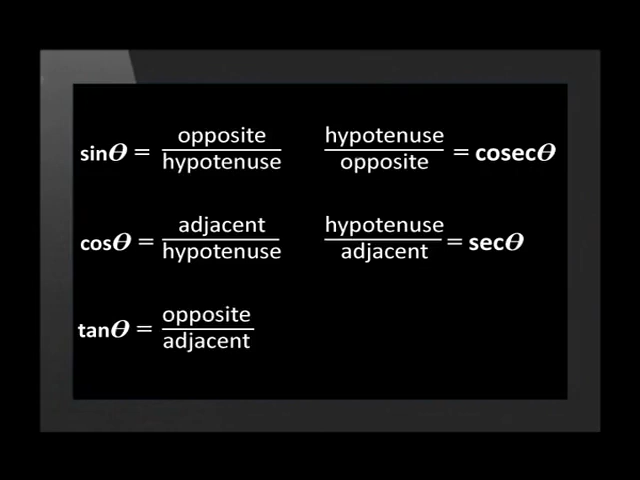 sinθ = opposite/hypotenuse hypotenuse/opposite = cosecθ
cosθ = adjacent/hypotenuse hypotenuse/adjacent = secθ
tanθ = opposite/adjacent